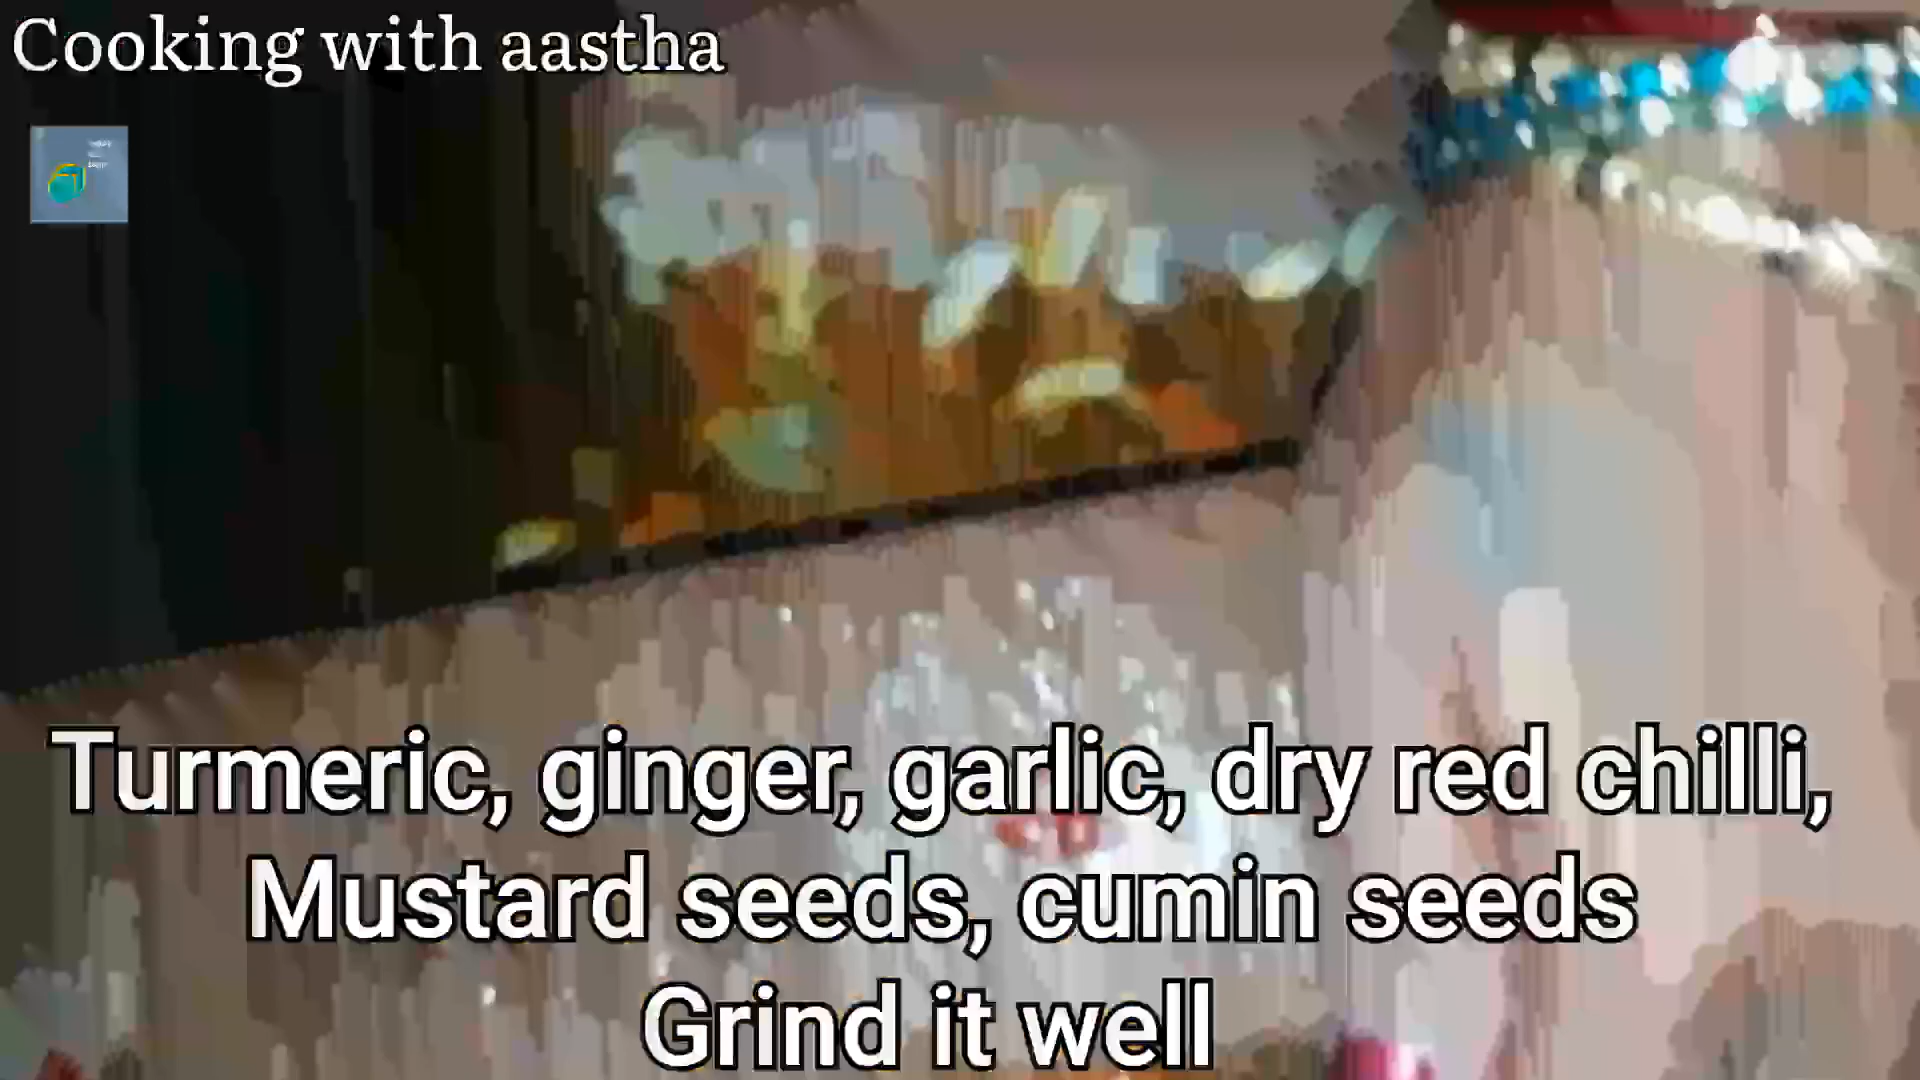 Cooking with aastha
Turmeric, ginger, garlic, dry red chilli,
Mustard seeds, cumin seeds
Grind it well